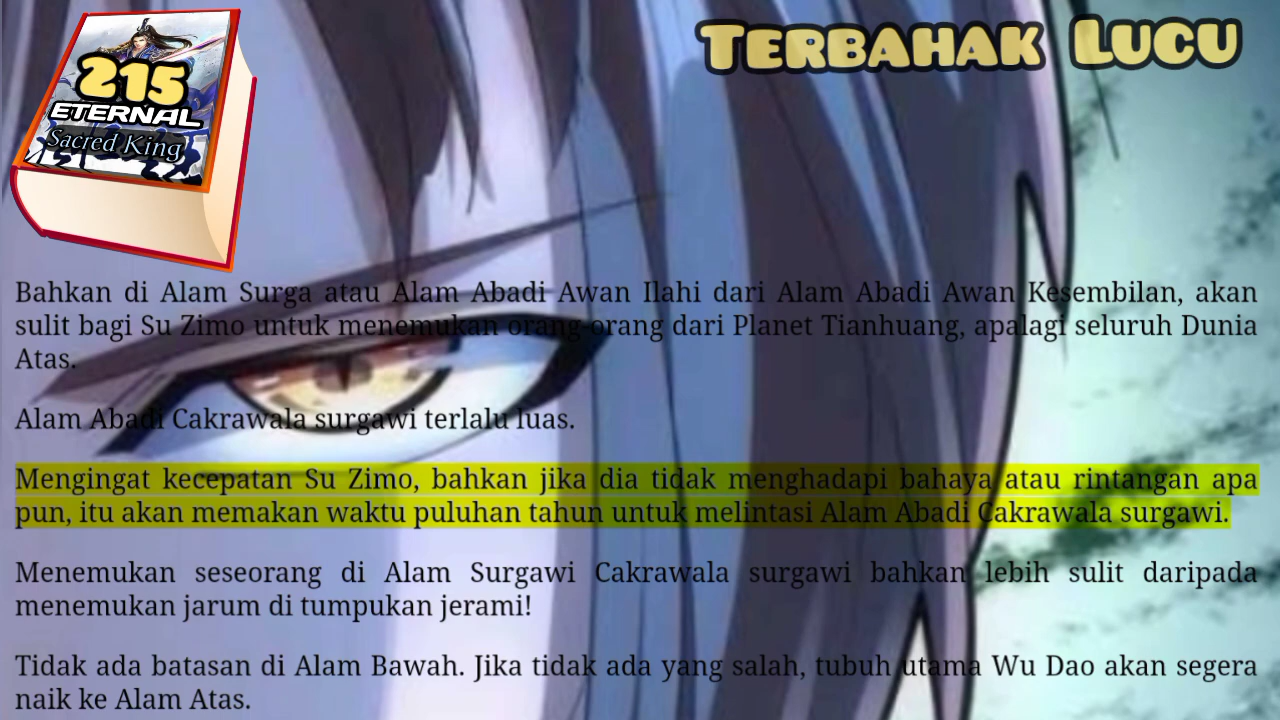 Terbahak Lucu
215
ETERNAL
Sacred King
Bahkan di Alam Surga atau Alam Abadi Awan Ilahi dari Alam Abadi Awan Kesembilan, akan
sulit bagi Su Zimo untuk menemukan orang-orang dari Planet Tianhuang, apalagi seluruh Dunia
Atas.
Alam Abadi Cakrawala surgawi terlalu luas.
Mengingat kecepatan Su Zimo, bahkan jika dia tidak menghadapi bahaya atau rintangan apa
pun, itu akan memakan waktu puluhan tahun untuk melintasi Alam Abadi Cakrawala surgawi.
Menemukan seseorang di Alam Surgawi Cakrawala surgawi bahkan lebih sulit daripada
menemukan jarum di tumpukan jerami!
Tidak ada batasan di Alam Bawah. Jika tidak ada yang salah, tubuh utama Wu Dao akan segera
naik ke Alam Atas.